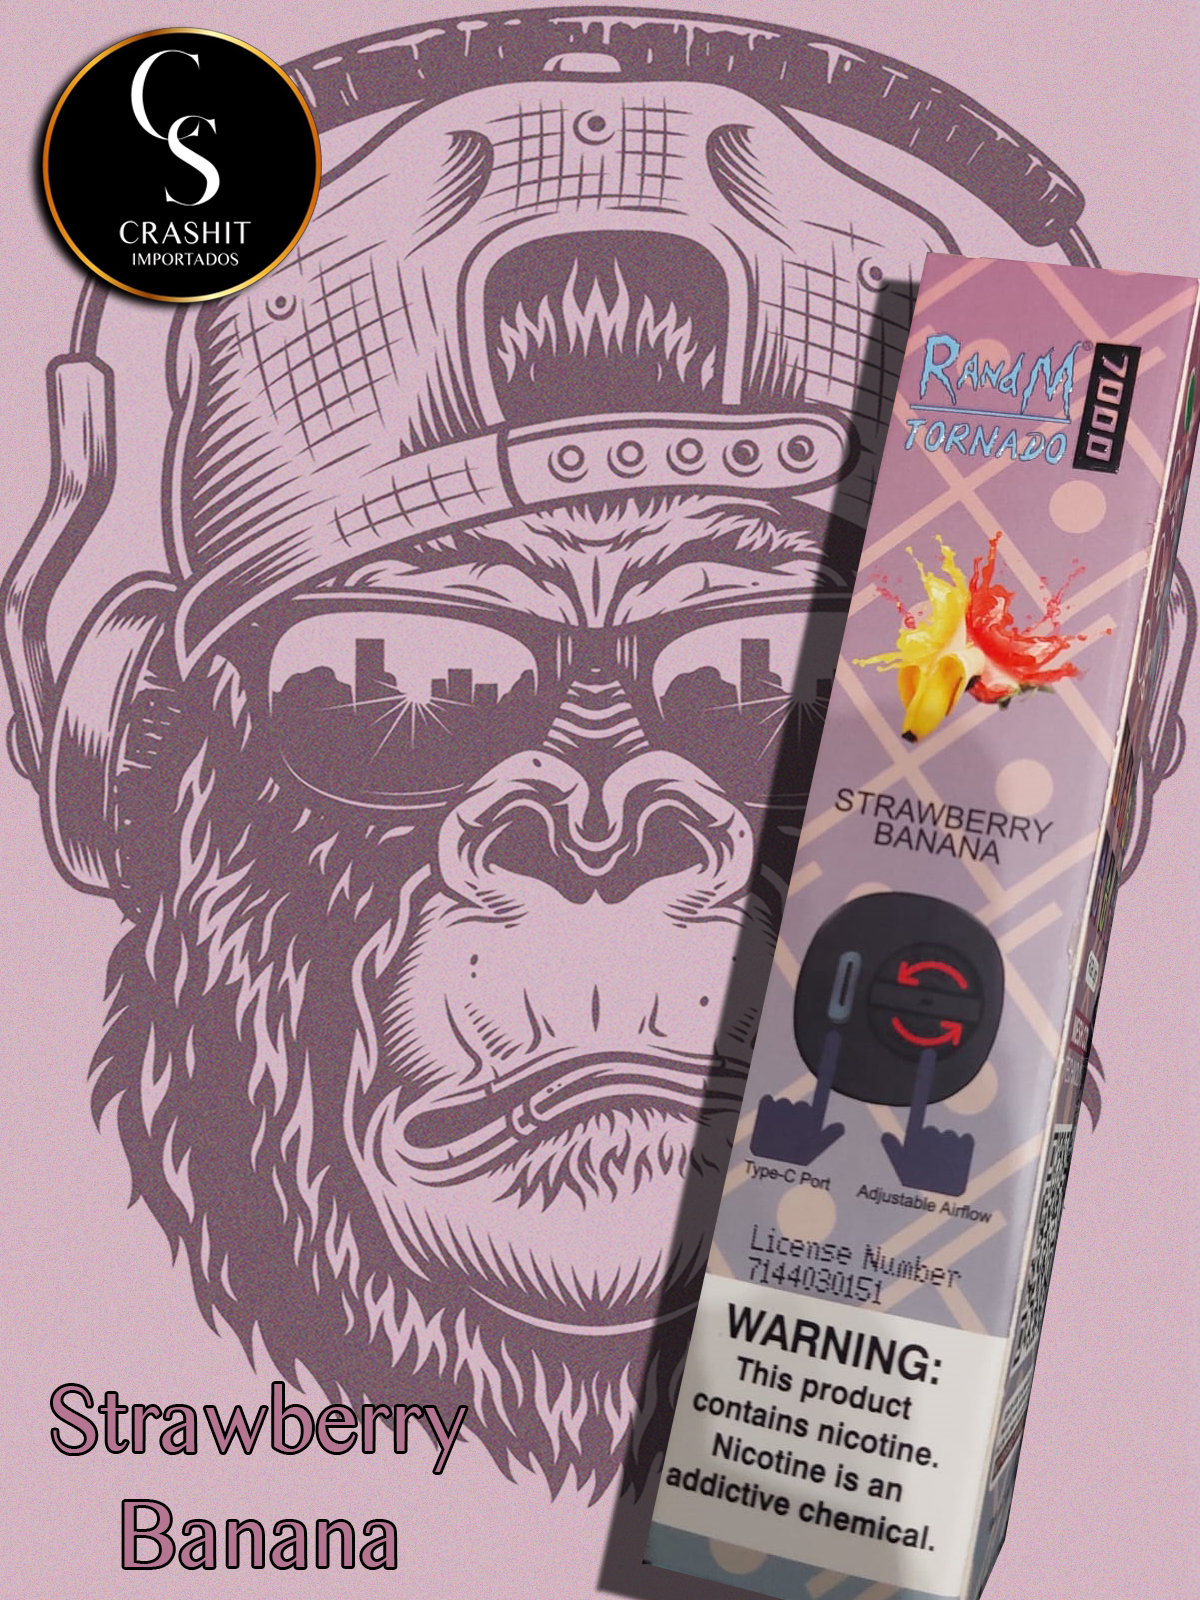 CS
CRASHIT
IMPORTADOS
RAndM®
TORNADO
7000
STRAWBERRY
BANANA
Type-C Port
Adjustable Airflow
License Number
7144030151
WARNING:
This product
contains nicotine.
Nicotine is an
addictive chemical.
Strawberry
Banana